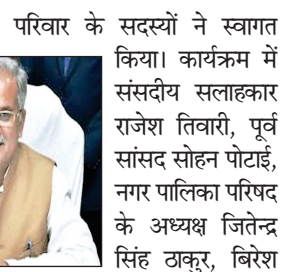 परिवार के सदस्यों ने स्वागत
किया। कार्यक्रम में
संसदीय सलाहकार
राजेश तिवारी, पूर्व
सांसद सोहन पोटाई,
नगर पालिका परिषद
के अध्यक्ष जितेन्द्र
सिंह ठाकुर, बिरेश